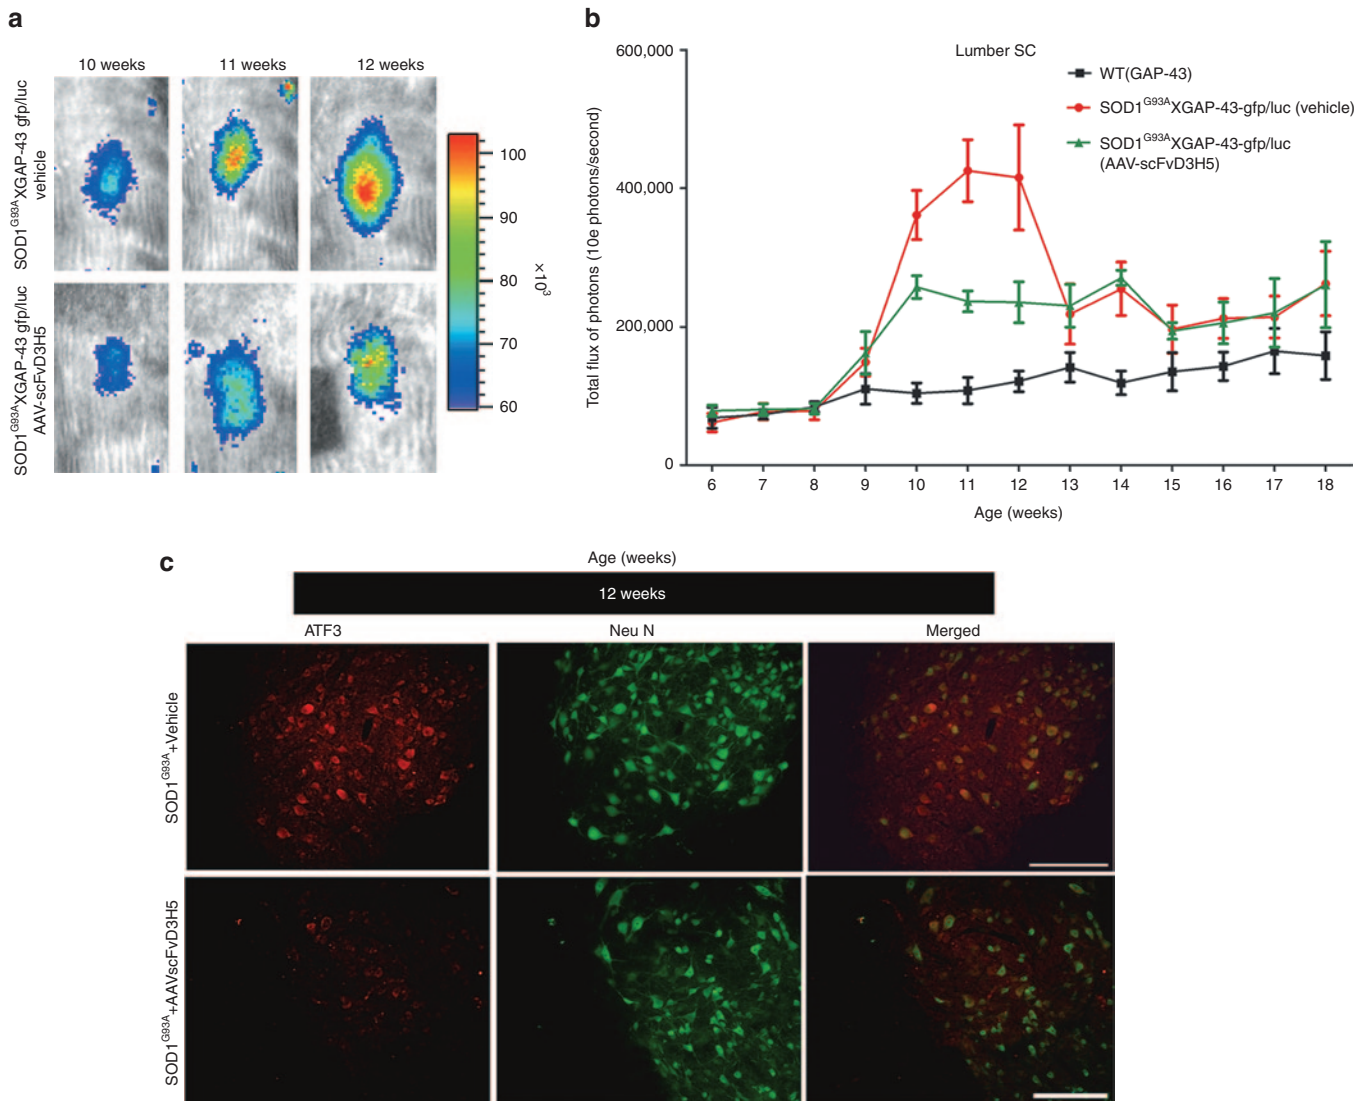 a
10 weeks
11 weeks
12 weeks
SOD1G93AXGAP-43 gfp/luc
vehicle
SOD1G93AXGAP-43 gfp/luc
AAV-scFvD3H5
100
90
80
70
60
×10³
b
Lumber SC
WT(GAP-43)
SOD1G93AXGAP-43-gfp/luc (vehicle)
SOD1G93AXGAP-43-gfp/luc
(AAV-scFvD3H5)
Total flux of photons (10e photons/second)
600,000
400,000
200,000
0
6 7 8 9 10 11 12 13 14 15 16 17 18
Age (weeks)
c
Age (weeks)
12 weeks
ATF3
Neu N
Merged
SOD1G93A+Vehicle
SOD1G93A+AAVscFvD3H5